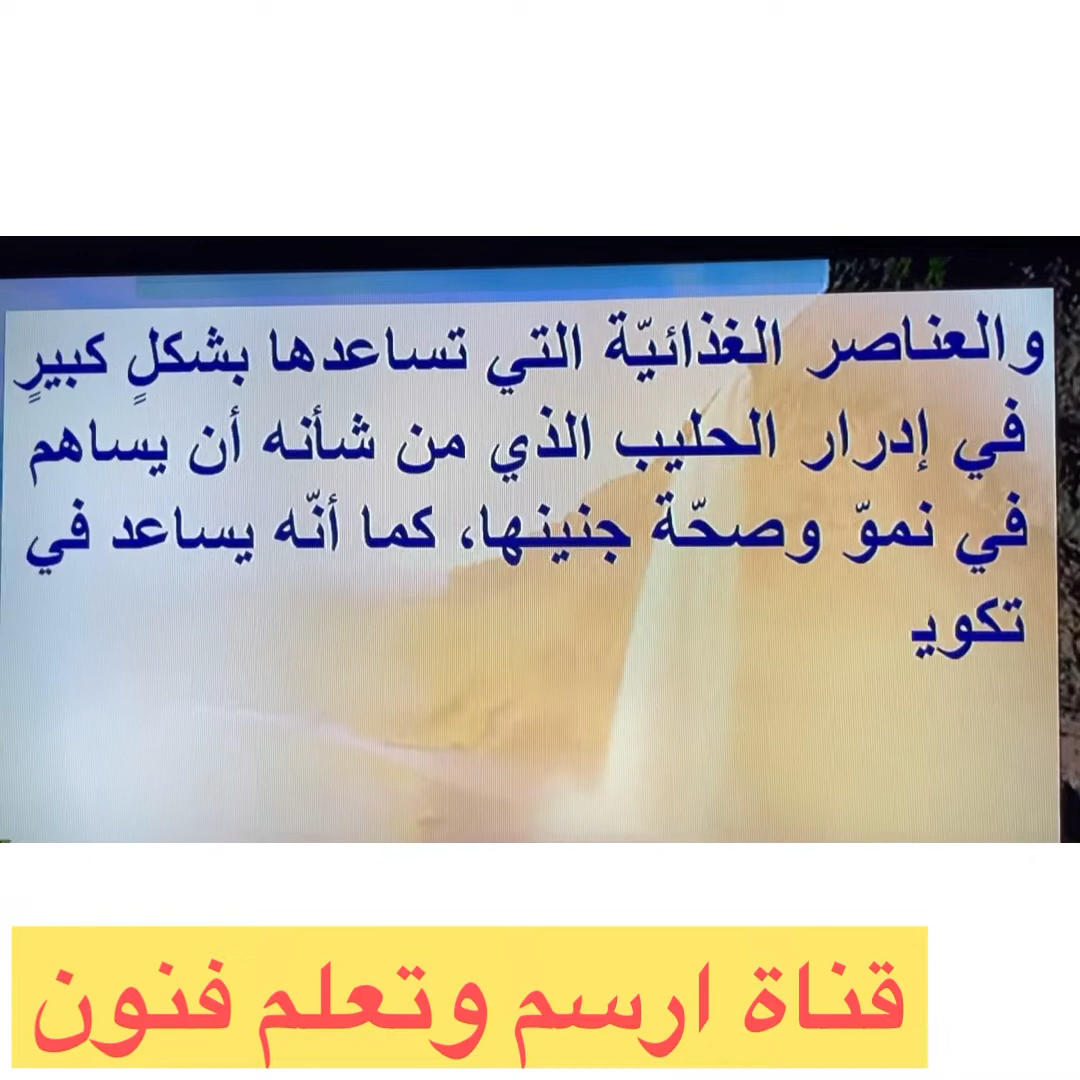 والعناصر الغذائيّة التي تساعدها بشكلٍ كبيرٍ
في إدرار الحليب الذي من شأنه أن يساهم
في نموّ وصحّة جنينها، كما أنّه يساعد في
تكويـ
قناة ارسم وتعلم فنون